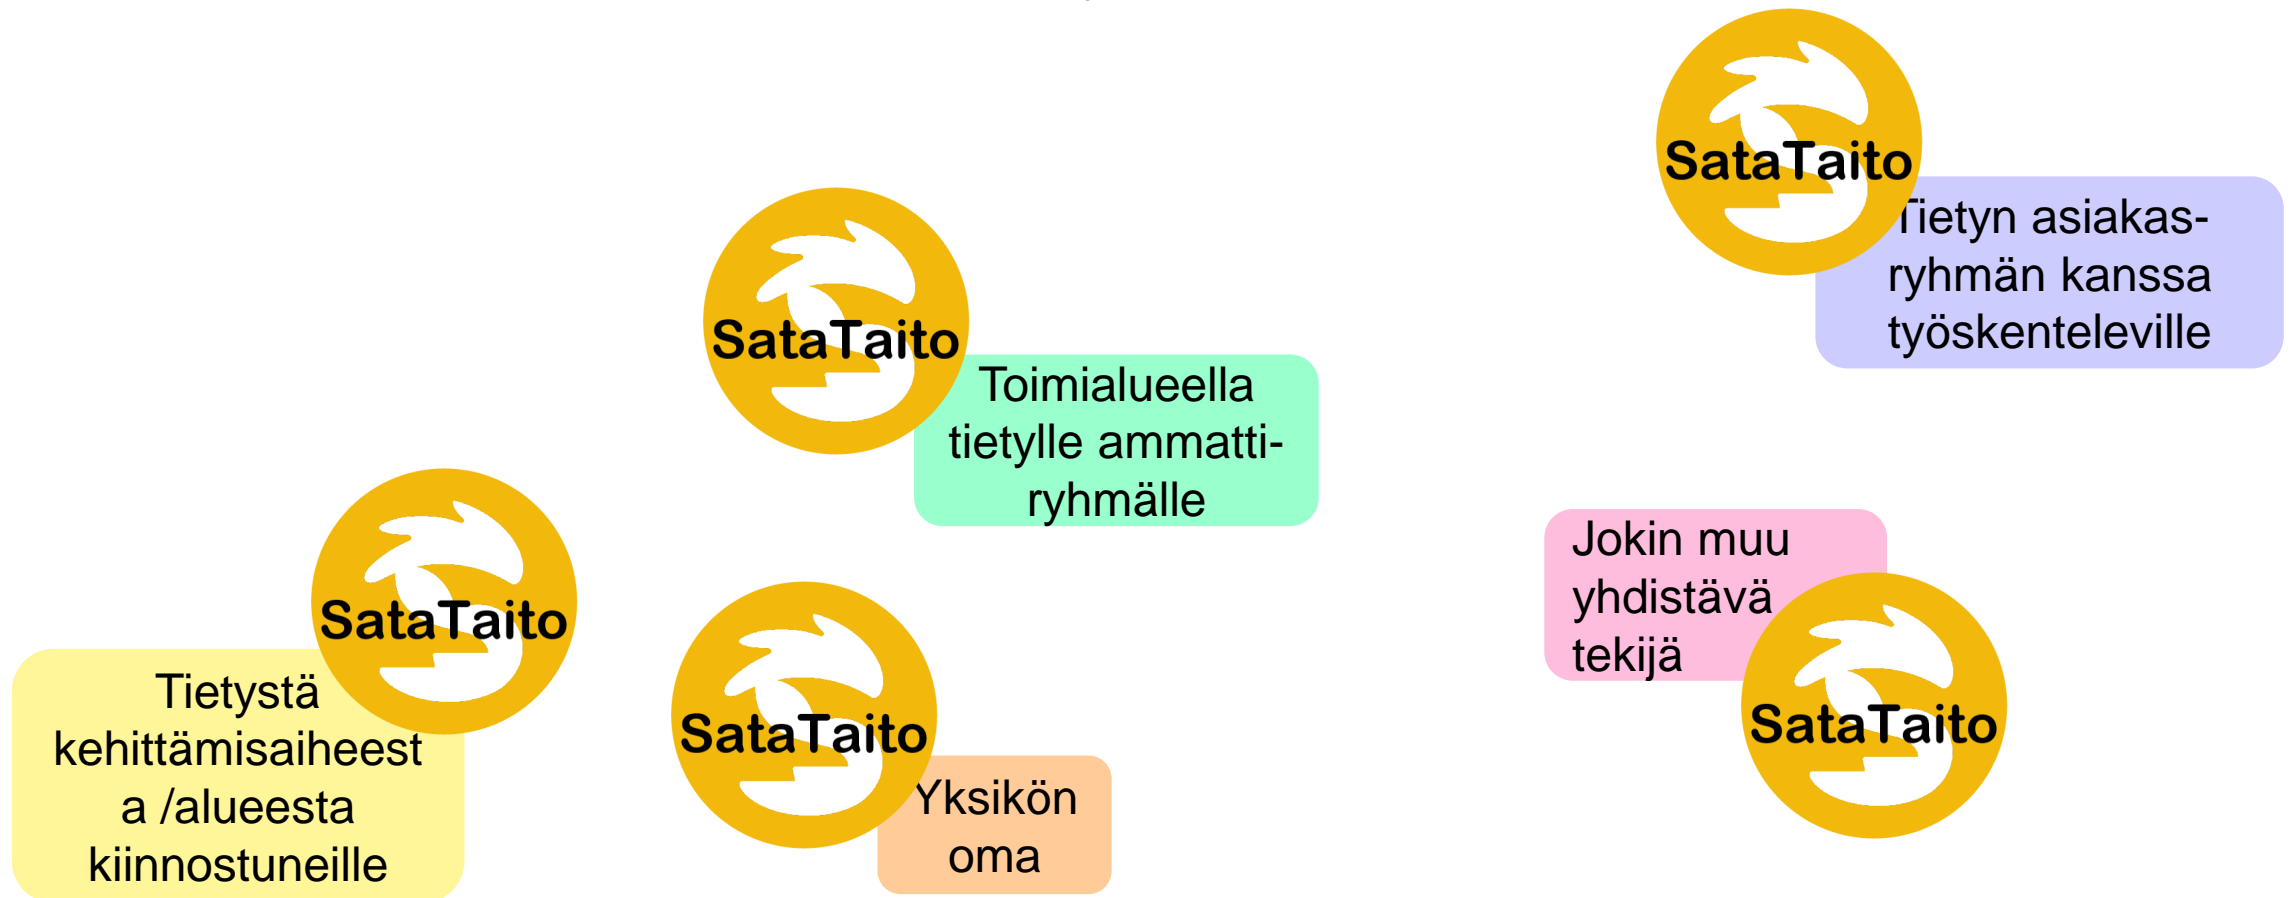 SataTaito
Tietyn asiakas-
ryhmän kanssa
työskenteleville
SataTaito
Toimialueella
tietylle ammatti-
ryhmälle
SataTaito
Tietystä
kehittämisaiheest
a /alueesta
kiinnostuneille
SataTaito
Yksikön
oma
Jokin muu
yhdistävä
tekijä
SataTaito